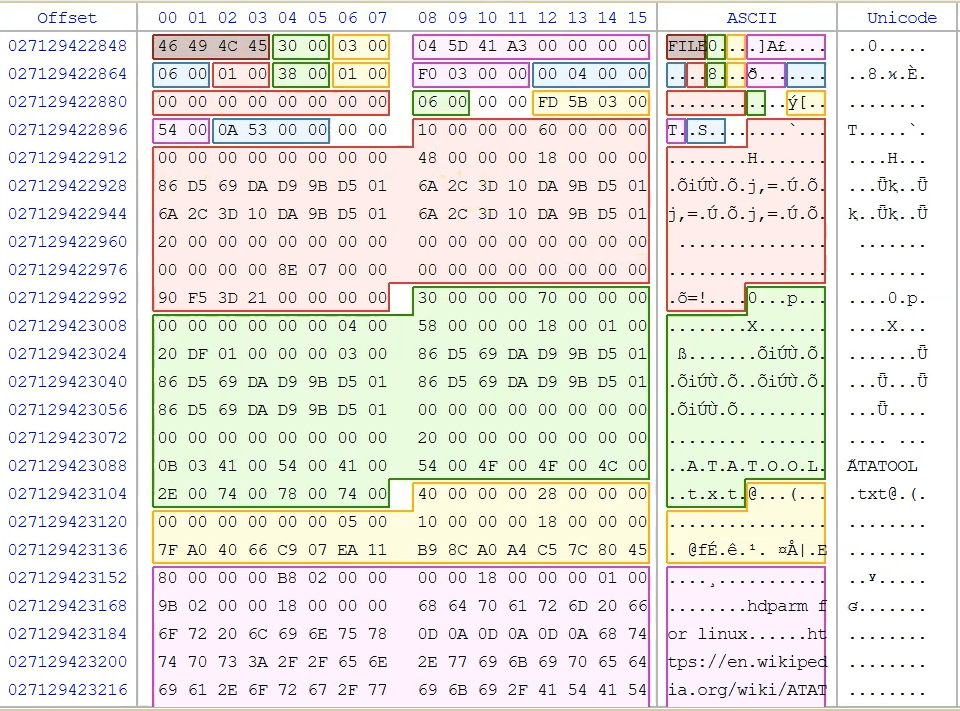 Offset 00 01 02 03 04 05 06 07 08 09 10 11 12 13 14 15 ASCII Unicode
027129422848 46 49 4C 45 30 00 03 00 04 5D 41 A3 00 00 00 00 FILE0....]A£.... ..0.....
027129422864 06 00 01 00 38 00 01 00 F0 03 00 00 00 04 00 00 ....8...ð....... ..8.ϰ.È.
027129422880 00 00 00 00 00 00 00 00 06 00 00 00 FD 5B 03 00 ............ý[.. ........
027129422896 54 00 0A 53 00 00 00 00 10 00 00 00 60 00 00 00 T..S........`... T.....`.
027129422912 00 00 00 00 00 00 00 00 48 00 00 00 18 00 00 00 ........H....... ....H...
027129422928 86 D5 69 DA D9 9B D5 01 6A 2C 3D 10 DA 9B D5 01 .ÕiÚÙ.Õ.j,=.Ú.Õ. ...Ǖķ..Ǖ
027129422944 6A 2C 3D 10 DA 9B D5 01 6A 2C 3D 10 DA 9B D5 01 j,=.Ú.Õ.j,=.Ú.Õ. ķ..Ǖķ..Ǖ
027129422960 20 00 00 00 00 00 00 00 00 00 00 00 00 00 00 00 ............... .......
027129422976 00 00 00 00 8E 07 00 00 00 00 00 00 00 00 00 00 ................ ........
027129422992 90 F5 3D 21 00 00 00 00 30 00 00 00 70 00 00 00 .õ=!....0...p... ....0.p.
027129423008 00 00 00 00 00 00 04 00 58 00 00 00 18 00 01 00 ........X....... ....X...
027129423024 20 DF 01 00 00 00 03 00 86 D5 69 DA D9 9B D5 01 ß.......ÕiÚÙ.Õ. .......Ǖ
027129423040 86 D5 69 DA D9 9B D5 01 86 D5 69 DA D9 9B D5 01 .ÕiÚÙ.Õ..ÕiÚÙ.Õ. ...Ǖ...Ǖ
027129423056 86 D5 69 DA D9 9B D5 01 00 00 00 00 00 00 00 00 .ÕiÚÙ.Õ......... ...Ǖ....
027129423072 00 00 00 00 00 00 00 00 20 00 00 00 00 00 00 00 ........ ....... .... ...
027129423088 0B 03 41 00 54 00 41 00 54 00 4F 00 4F 00 4C 00 ..A.T.A.T.O.O.L. ̋ATATOOL
027129423104 2E 00 74 00 78 00 74 00 40 00 00 00 28 00 00 00 ..t.x.t.@...(... .txt@.(.
027129423120 00 00 00 00 00 00 05 00 10 00 00 00 18 00 00 00 ................ ........
027129423136 7F A0 40 66 C9 07 EA 11 B9 8C A0 A4 C5 7C 80 45 . @fÉ.ê.¹. ¤Å|.E ........
027129423152 80 00 00 00 B8 02 00 00 00 00 18 00 00 00 01 00 ....¸........... ..ʸ.....
027129423168 9B 02 00 00 18 00 00 00 68 64 70 61 72 6D 20 66 ........hdparm f ʛ.......
027129423184 6F 72 20 6C 69 6E 75 78 0D 0A 0D 0A 0D 0A 68 74 or linux......ht ........
027129423200 74 70 73 3A 2F 2F 65 6E 2E 77 69 6B 69 70 65 64 tps://en.wikiped ........
027129423216 69 61 2E 6F 72 67 2F 77 69 6B 69 2F 41 54 41 54 ia.org/wiki/ATAT ........